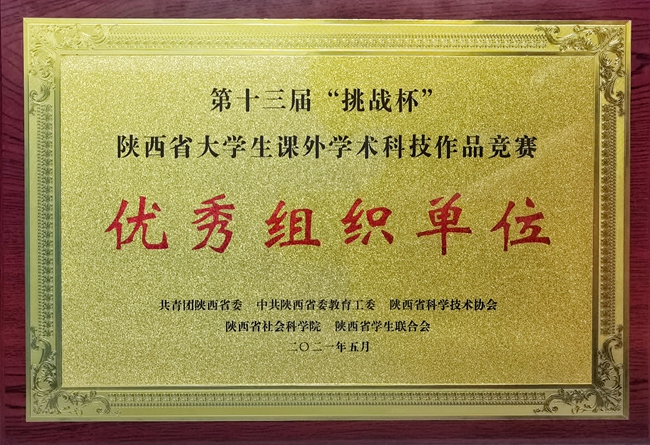 第十三届“挑战杯”
陕西省大学生课外学术科技作品竞赛
优秀组织单位
共青团陕西省委 中共陕西省委教育工委 陕西省科学技术协会
陕西省社会科学院 陕西省学生联合会
二〇二一年五月